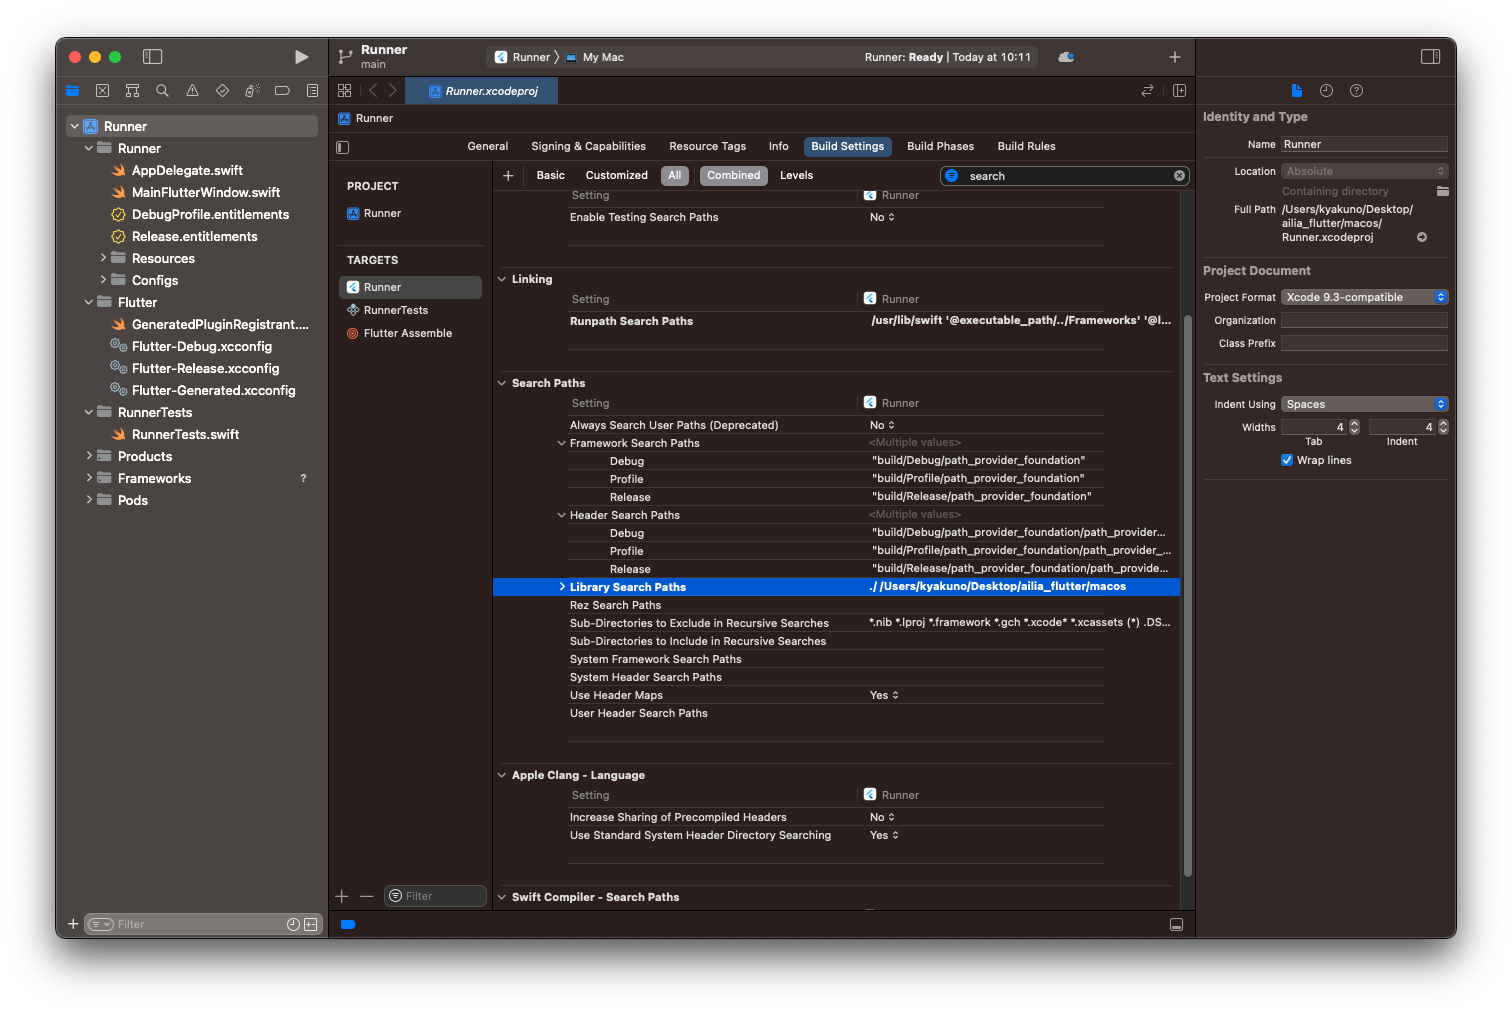 Runner
main
Runner
My Mac
Runner: Ready | Today at 10:11
Runner.xcodeproj
Runner
Runner
Runner
AppDelegate.swift
MainFlutterWindow.swift
DebugProfile.entitlements
Release.entitlements
Resources
Configs
Flutter
GeneratedPluginRegistrant....
Flutter-Debug.xcconfig
Flutter-Release.xcconfig
Flutter-Generated.xcconfig
RunnerTests
RunnerTests.swift
Products
Frameworks ?
Pods
Filter
General Signing & Capabilities Resource Tags Info Build Settings Build Phases Build Rules
PROJECT
Runner
TARGETS
Runner
RunnerTests
Flutter Assemble
Filter
Basic Customized All Combined Levels
search
Setting Runner
Enable Testing Search Paths No
Linking
Setting Runner
Runpath Search Paths /usr/lib/swift '@executable_path/../Frameworks' '@l...
Search Paths
Setting Runner
Always Search User Paths (Deprecated) No
Framework Search Paths <Multiple values>
Debug "build/Debug/path_provider_foundation"
Profile "build/Profile/path_provider_foundation"
Release "build/Release/path_provider_foundation"
Header Search Paths <Multiple values>
Debug "build/Debug/path_provider_foundation/path_provider...
Profile "build/Profile/path_provider_foundation/path_provider_...
Release "build/Release/path_provider_foundation/path_provide...
Library Search Paths ./ /Users/kyakuno/Desktop/ailia_flutter/macos
Rez Search Paths
Sub-Directories to Exclude in Recursive Searches *.nib *.lproj *.framework *.gch *.xcode* *.xcassets (*) .DS...
Sub-Directories to Include in Recursive Searches
System Framework Search Paths
System Header Search Paths
Use Header Maps Yes
User Header Search Paths
Apple Clang - Language
Setting Runner
Increase Sharing of Precompiled Headers No
Use Standard System Header Directory Searching Yes
Swift Compiler - Search Paths
Identity and Type
Name Runner
Location Absolute
Containing directory
Full Path /Users/kyakuno/Desktop/
ailia_flutter/macos/
Runner.xcodeproj
Project Document
Project Format Xcode 9.3-compatible
Organization
Class Prefix
Text Settings
Indent Using Spaces
Widths 4 4
Tab Indent
Wrap lines